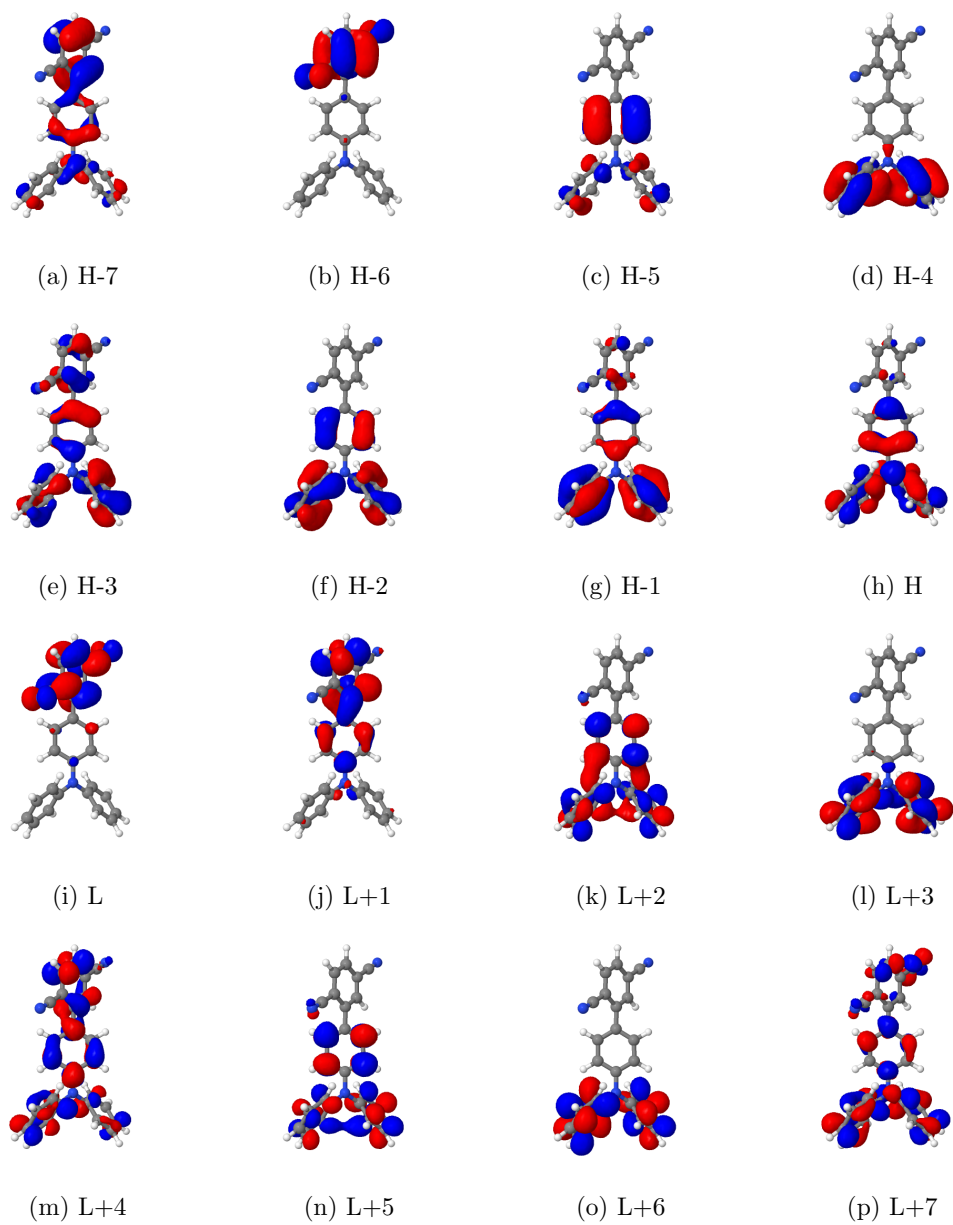 (a) H-7 (b) H-6 (c) H-5 (d) H-4
(e) H-3 (f) H-2 (g) H-1 (h) H
(i) L (j) L+1 (k) L+2 (l) L+3
(m) L+4 (n) L+5 (o) L+6 (p) L+7